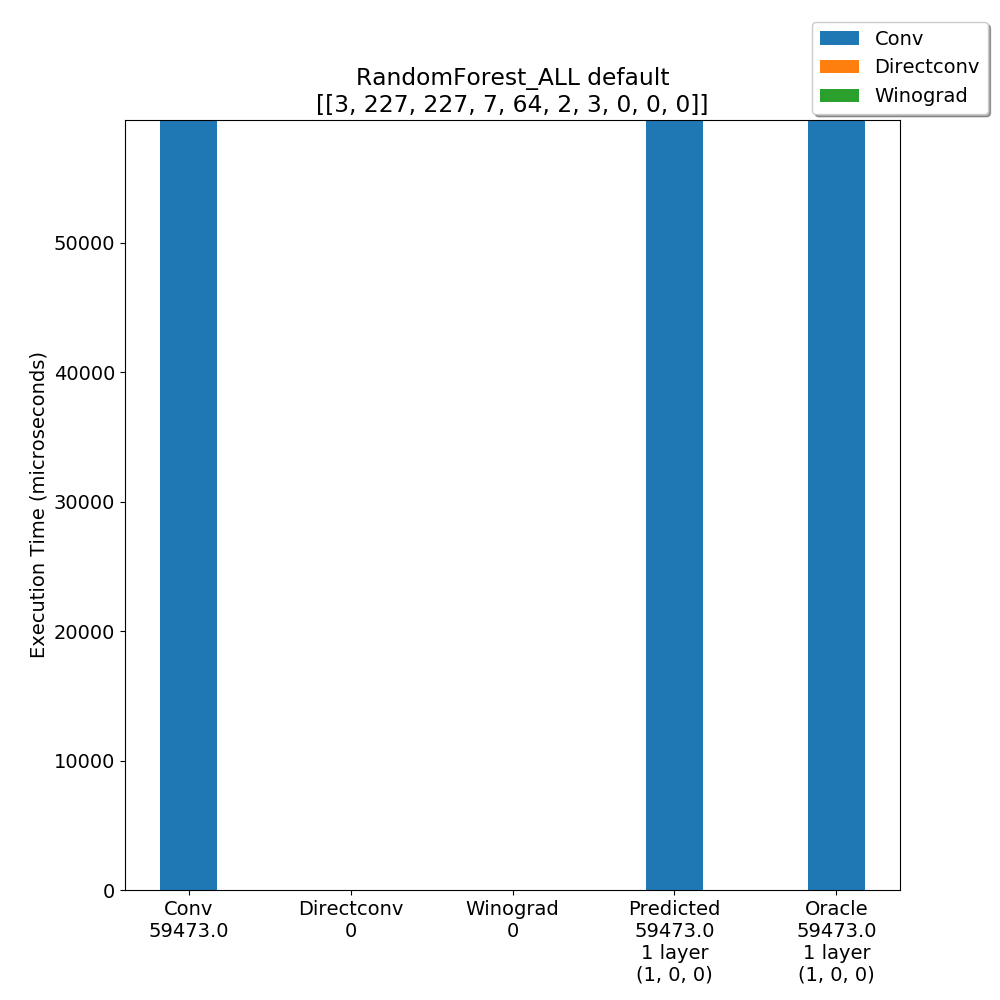 Conv
Directconv
Winograd
RandomForest_ALL default
[[3, 227, 227, 7, 64, 2, 3, 0, 0, 0]]
Execution Time (microseconds)
50000
40000
30000
20000
10000
0
Conv
59473.0
Directconv
0
Winograd
0
Predicted
59473.0
1 layer
(1, 0, 0)
Oracle
59473.0
1 layer
(1, 0, 0)